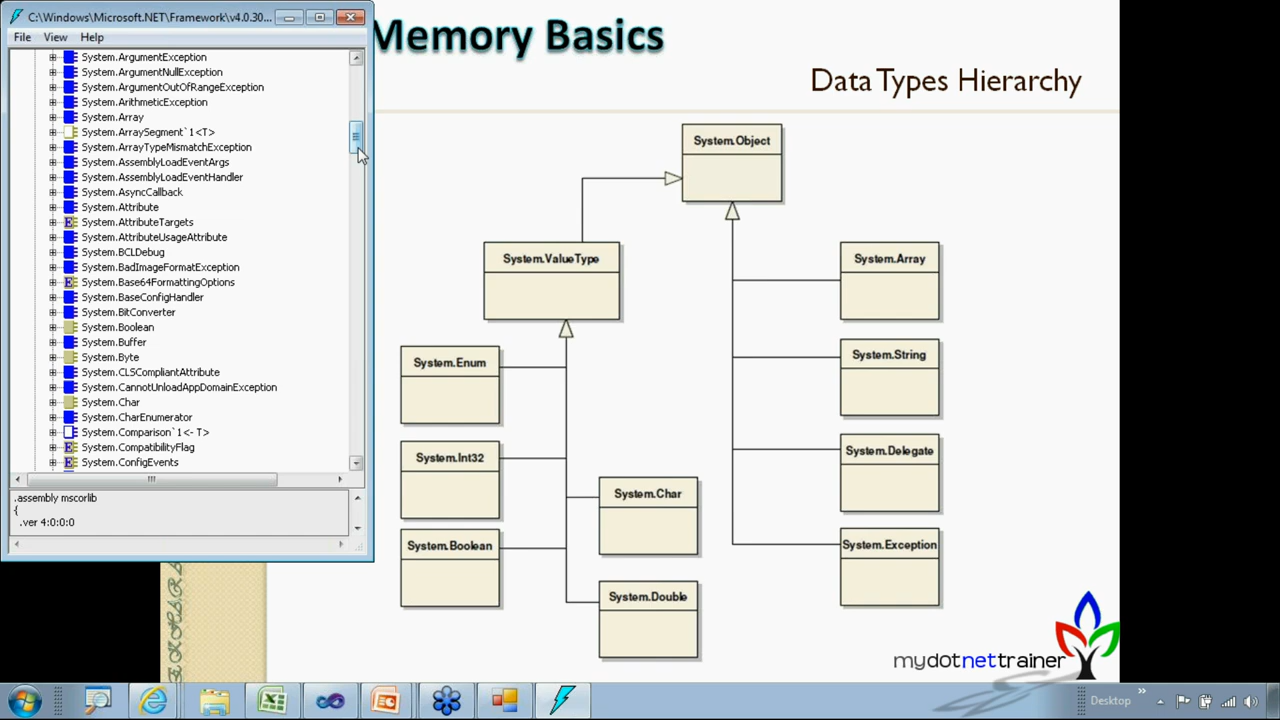 C:\Windows\Microsoft.NET\Framework\v4.0.30...
File View Help
System.ArgumentException
System.ArgumentNullException
System.ArgumentOutOfRangeException
System.ArithmeticException
System.Array
System.ArraySegment`1<T>
System.ArrayTypeMismatchException
System.AssemblyLoadEventArgs
System.AssemblyLoadEventHandler
System.AsyncCallback
System.Attribute
System.AttributeTargets
System.AttributeUsageAttribute
System.BCLDebug
System.BadImageFormatException
System.Base64FormattingOptions
System.BaseConfigHandler
System.BitConverter
System.Boolean
System.Buffer
System.Byte
System.CLSCompliantAttribute
System.CannotUnloadAppDomainException
System.Char
System.CharEnumerator
System.Comparison`1<- T>
System.CompatibilityFlag
System.ConfigEvents
.assembly mscorlib
{
.ver 4:0:0:0
Memory Basics
Data Types Hierarchy
System.Object
System.ValueType
System.Array
System.String
System.Enum
System.Int32
System.Delegate
System.Char
System.Boolean
System.Exception
System.Double
mydotnettrainer
Desktop